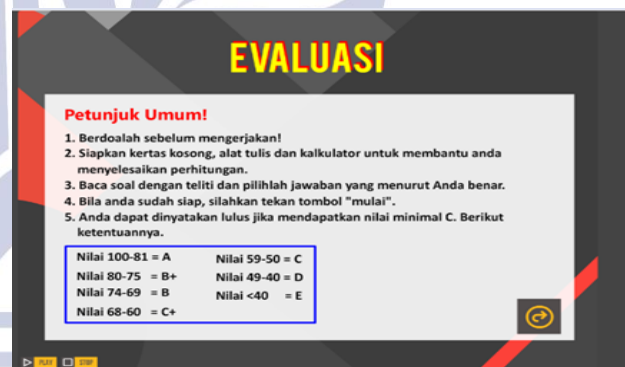 EVALUASI
Petunjuk Umum!
1. Berdoalah sebelum mengerjakan!
2. Siapkan kertas kosong, alat tulis dan kalkulator untuk membantu anda
menyelesaikan perhitungan.
3. Baca soal dengan teliti dan pilihlah jawaban yang menurut Anda benar.
4. Bila anda sudah siap, silahkan tekan tombol "mulai".
5. Anda dapat dinyatakan lulus jika mendapatkan nilai minimal C. Berikut
ketentuannya.
Nilai 100-81 = A
Nilai 80-75 = B+
Nilai 74-69 = B
Nilai 68-60 = C+
Nilai 59-50 = C
Nilai 49-40 = D
Nilai <40 = E
PLAY STOP